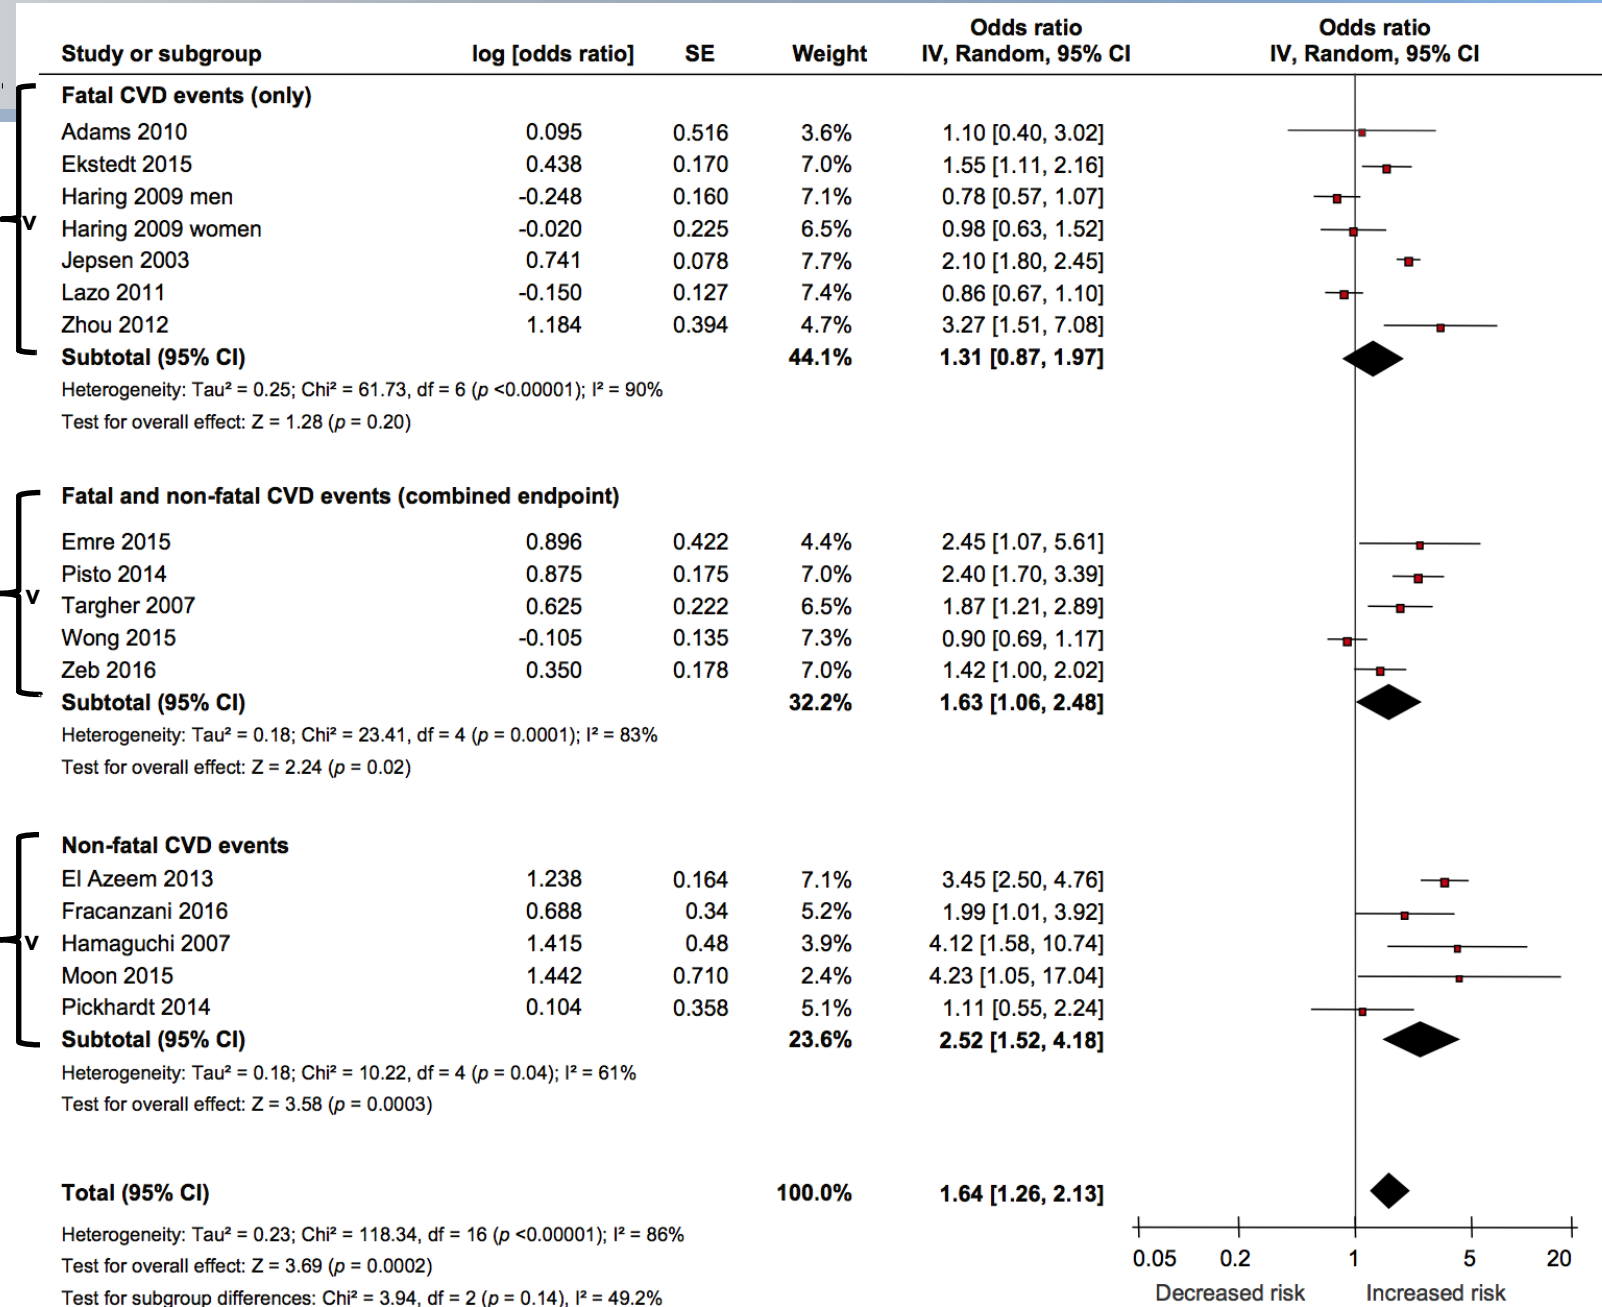 Odds ratio Odds ratio
Study or subgroup log [odds ratio] SE Weight IV, Random, 95% CI IV, Random, 95% CI
Fatal CVD events (only)
Adams 2010 0.095 0.516 3.6% 1.10 [0.40, 3.02]
Ekstedt 2015 0.438 0.170 7.0% 1.55 [1.11, 2.16]
Haring 2009 men -0.248 0.160 7.1% 0.78 [0.57, 1.07]
v
Haring 2009 women -0.020 0.225 6.5% 0.98 [0.63, 1.52]
Jepsen 2003 0.741 0.078 7.7% 2.10 [1.80, 2.45]
Lazo 2011 -0.150 0.127 7.4% 0.86 [0.67, 1.10]
Zhou 2012 1.184 0.394 4.7% 3.27 [1.51, 7.08]
Subtotal (95% CI) 44.1% 1.31 [0.87, 1.97]
Heterogeneity: Tau² = 0.25; Chi² = 61.73, df = 6 (p <0.00001); I² = 90%
Test for overall effect: Z = 1.28 (p = 0.20)
Fatal and non-fatal CVD events (combined endpoint)
Emre 2015 0.896 0.422 4.4% 2.45 [1.07, 5.61]
Pisto 2014 0.875 0.175 7.0% 2.40 [1.70, 3.39]
v
Targher 2007 0.625 0.222 6.5% 1.87 [1.21, 2.89]
Wong 2015 -0.105 0.135 7.3% 0.90 [0.69, 1.17]
Zeb 2016 0.350 0.178 7.0% 1.42 [1.00, 2.02]
Subtotal (95% CI) 32.2% 1.63 [1.06, 2.48]
Heterogeneity: Tau² = 0.18; Chi² = 23.41, df = 4 (p = 0.0001); I² = 83%
Test for overall effect: Z = 2.24 (p = 0.02)
Non-fatal CVD events
El Azeem 2013 1.238 0.164 7.1% 3.45 [2.50, 4.76]
Fracanzani 2016 0.688 0.34 5.2% 1.99 [1.01, 3.92]
v Hamaguchi 2007 1.415 0.48 3.9% 4.12 [1.58, 10.74]
Moon 2015 1.442 0.710 2.4% 4.23 [1.05, 17.04]
Pickhardt 2014 0.104 0.358 5.1% 1.11 [0.55, 2.24]
Subtotal (95% CI) 23.6% 2.52 [1.52, 4.18]
Heterogeneity: Tau² = 0.18; Chi² = 10.22, df = 4 (p = 0.04); I² = 61%
Test for overall effect: Z = 3.58 (p = 0.0003)
Total (95% CI) 100.0% 1.64 [1.26, 2.13]
Heterogeneity: Tau² = 0.23; Chi² = 118.34, df = 16 (p <0.00001); I² = 86%
Test for overall effect: Z = 3.69 (p = 0.0002)
Test for subgroup differences: Chi² = 3.94, df = 2 (p = 0.14), I² = 49.2%
0.05 0.2 1 5 20
Decreased risk Increased risk